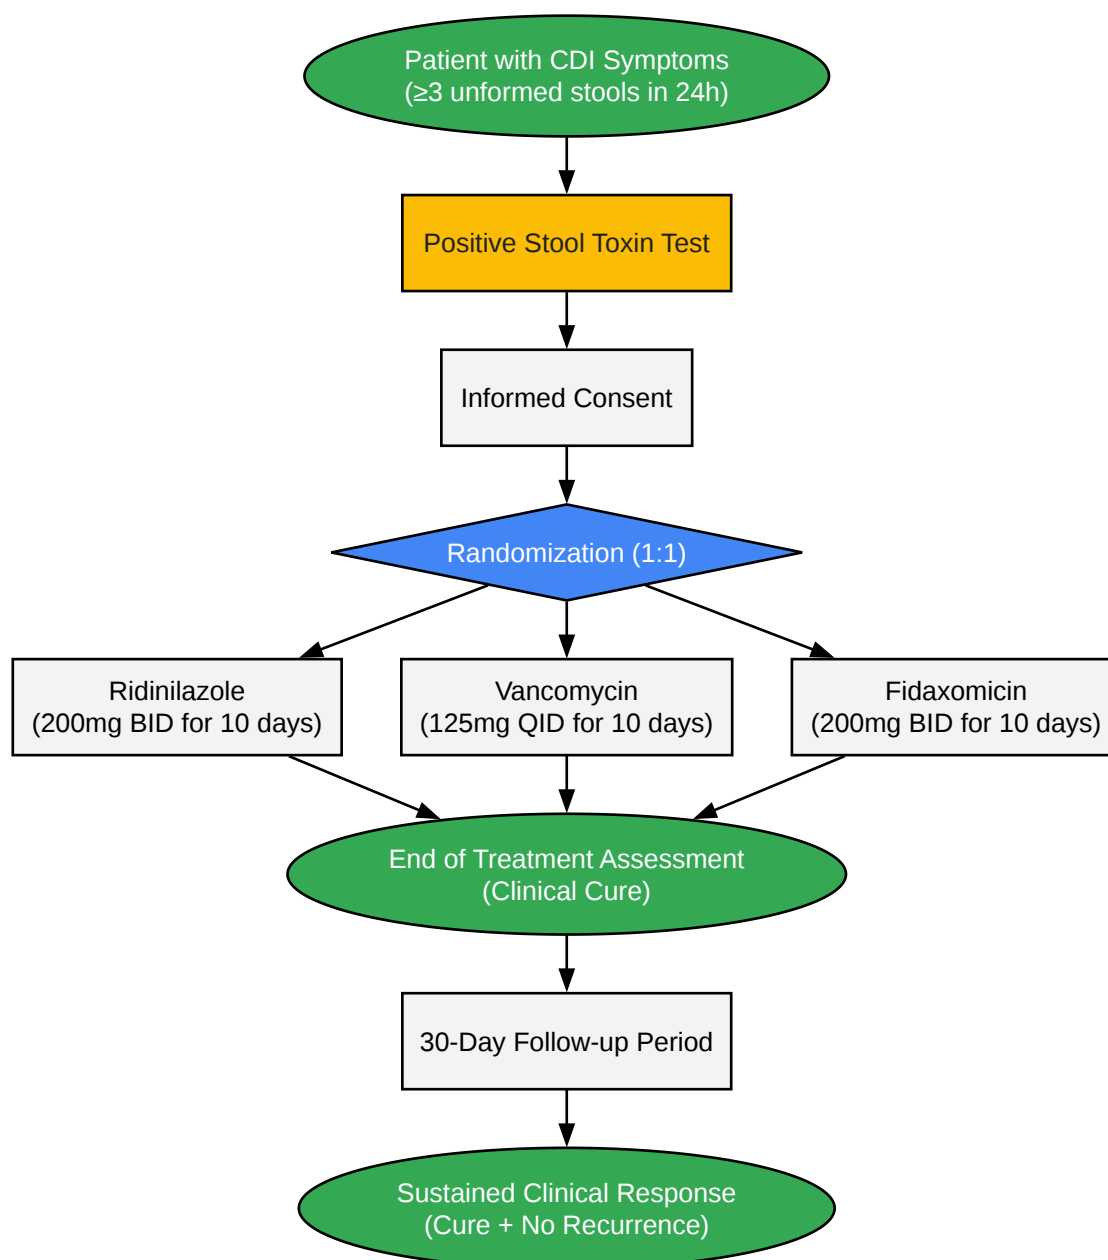 Patient with CDI Symptoms
(≥3 unformed stools in 24h)
Positive Stool Toxin Test
Informed Consent
Randomization (1:1)
Ridinilazole
(200mg BID for 10 days)
Vancomycin
(125mg QID for 10 days)
Fidaxomicin
(200mg BID for 10 days)
End of Treatment Assessment
(Clinical Cure)
30-Day Follow-up Period
Sustained Clinical Response
(Cure + No Recurrence)